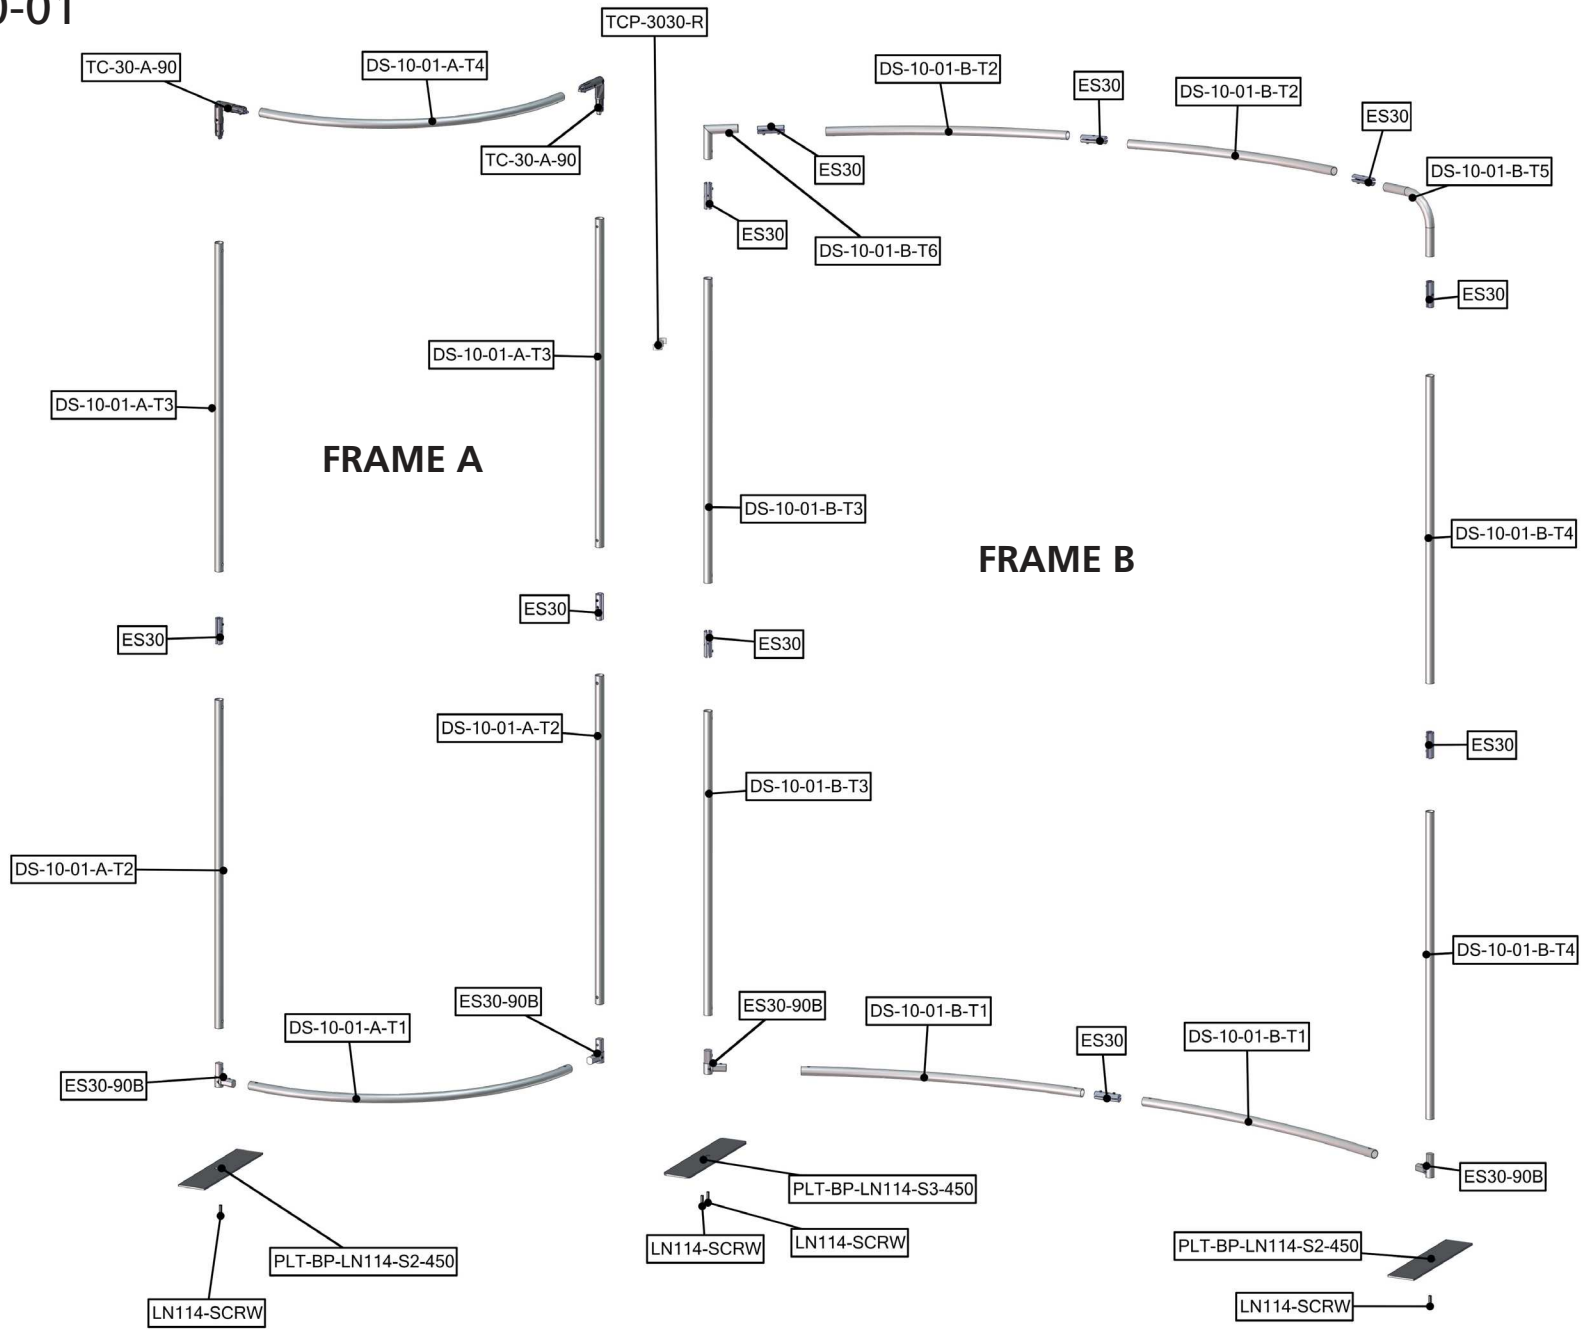 0-01
TCP-3030-R
TC-30-A-90
DS-10-01-A-T4
DS-10-01-B-T2
ES30
DS-10-01-B-T2
ES30
TC-30-A-90
ES30
DS-10-01-B-T5
ES30
DS-10-01-B-T6
ES30
DS-10-01-A-T3
DS-10-01-A-T3
FRAME A
DS-10-01-B-T3
DS-10-01-B-T4
FRAME B
ES30
ES30
ES30
DS-10-01-A-T2
ES30
DS-10-01-B-T3
DS-10-01-A-T2
DS-10-01-B-T4
ES30-90B
ES30-90B
DS-10-01-B-T1
DS-10-01-A-T1
ES30
DS-10-01-B-T1
ES30-90B
ES30-90B
PLT-BP-LN114-S3-450
LN114-SCRW
LN114-SCRW
PLT-BP-LN114-S2-450
PLT-BP-LN114-S2-450
LN114-SCRW
LN114-SCRW